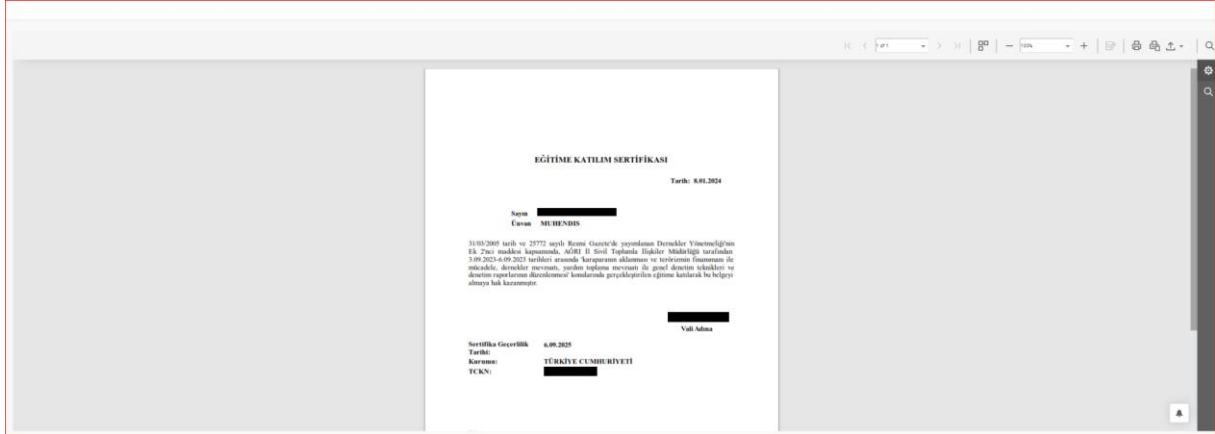 1 of 1
100%
EĞİTİME KATILIM SERTİFİKASI
Tarih: 8.01.2024
Sayın
Ünvan MUHENDIS
31/03/2005 tarih ve 25772 sayılı Resmi Gazete'de yayımlanan Dernekler Yönetmeliği'nin
Ek 2'nci maddesi kapsamında, AĞRI İl Sivil Toplumla İlişkiler Müdürlüğü tarafından
3.09.2023-6.09.2023 tarihleri arasında 'karaparanın aklanması ve terörizmin finansmanı ile
mücadele, dernekler mevzuatı, yardım toplama mevzuatı ile genel denetim teknikleri ve
denetim raporlarının düzenlenmesi' konularında gerçekleştirilen eğitime katılarak bu belgeyi
almaya hak kazanmıştır.
Vali Adına
Sertifika Geçerlilik 6.09.2025
Tarihi:
Kurumu: TÜRKİYE CUMHURİYETİ
TCKN: